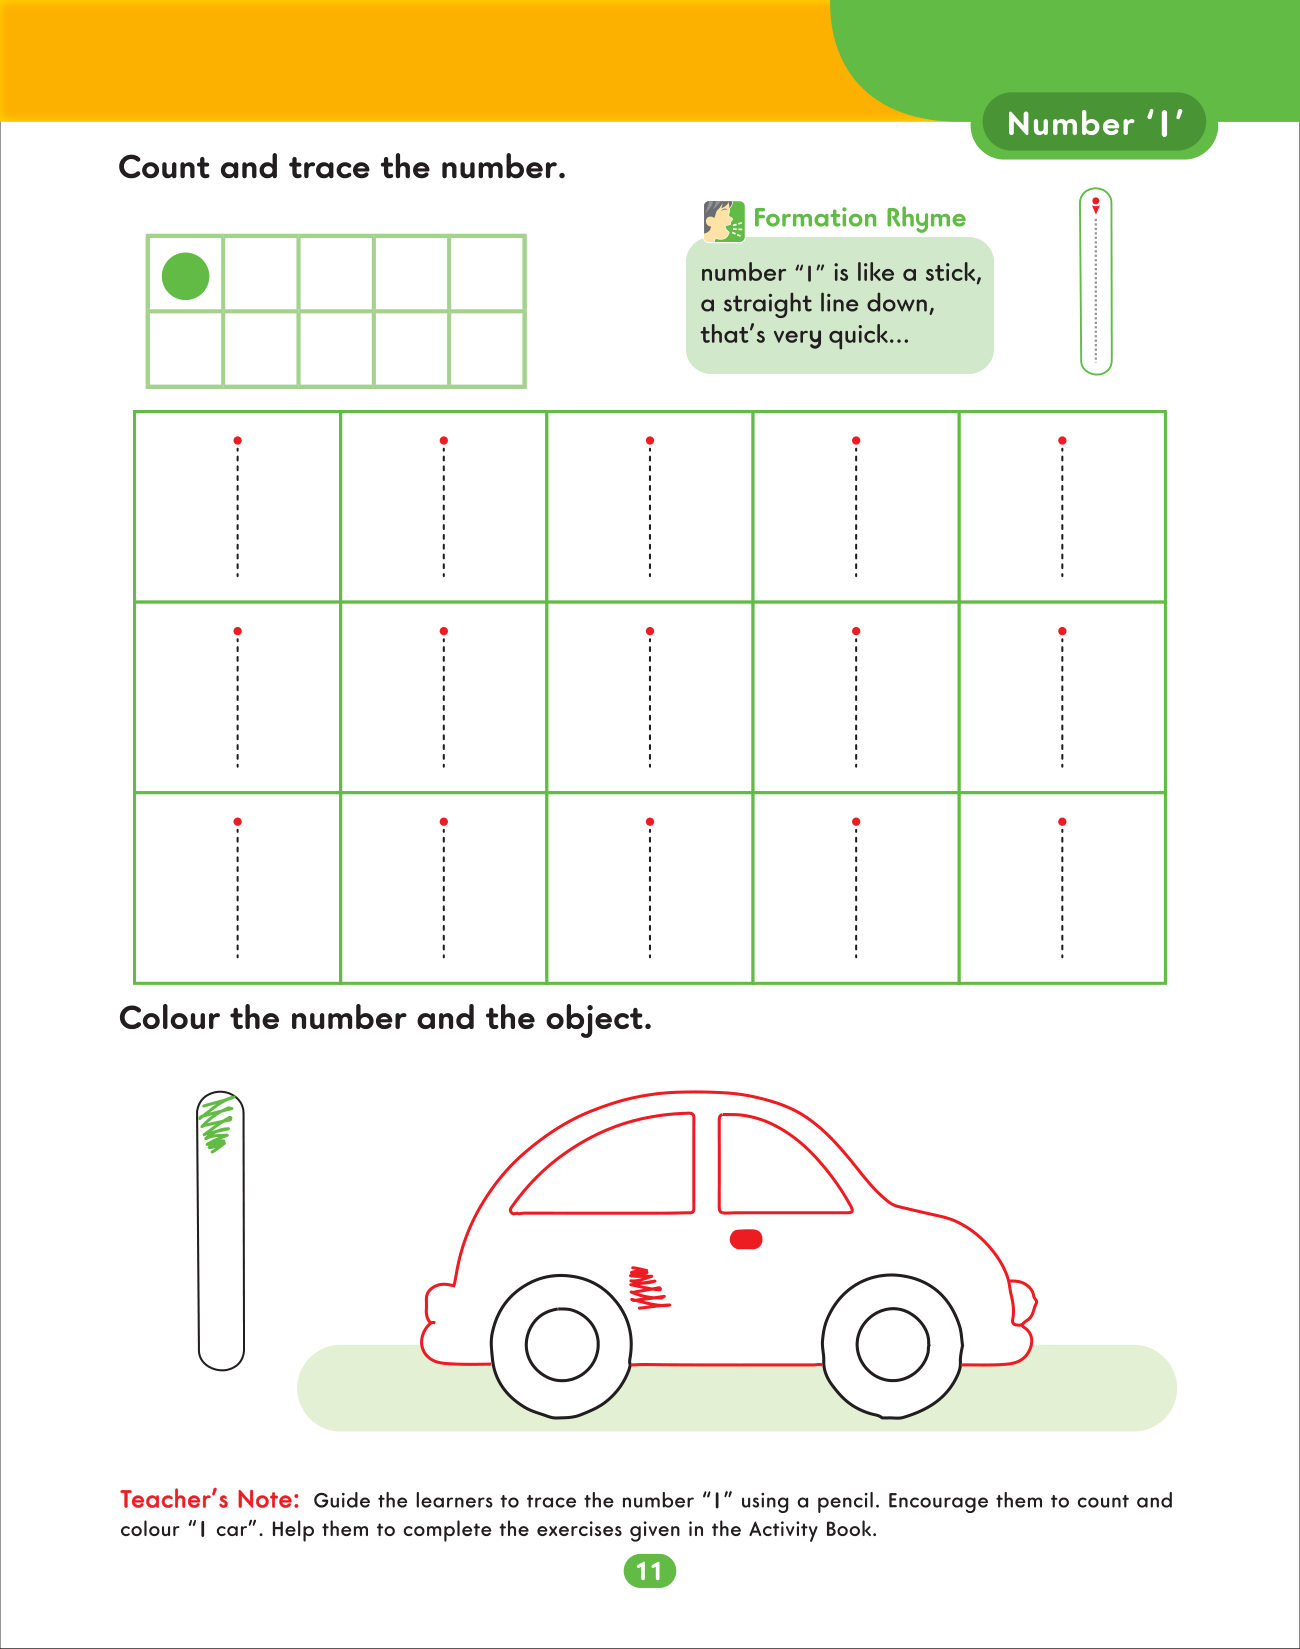 Number ‘1’
Count and trace the number.
Formation Rhyme
number “1” is like a stick,
a straight line down,
that’s very quick...
Colour the number and the object.
Teacher’s Note: Guide the learners to trace the number “1” using a pencil. Encourage them to count and
colour “1 car”. Help them to complete the exercises given in the Activity Book.
11